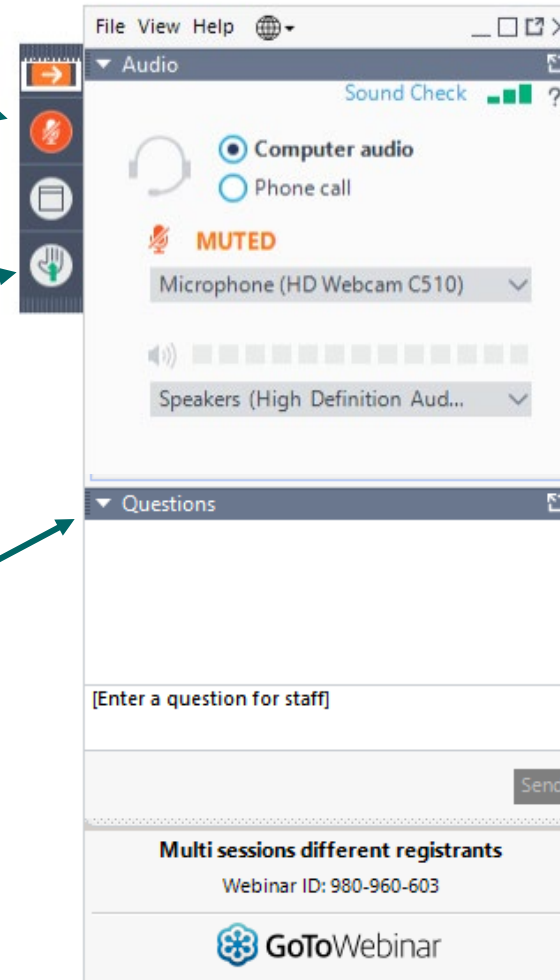 File View Help
Audio
Sound Check ?
Computer audio
Phone call
MUTED
Microphone (HD Webcam C510)
Speakers (High Definition Aud...
Questions
[Enter a question for staff]
Send
Multi sessions different registrants
Webinar ID: 980-960-603
GoToWebinar